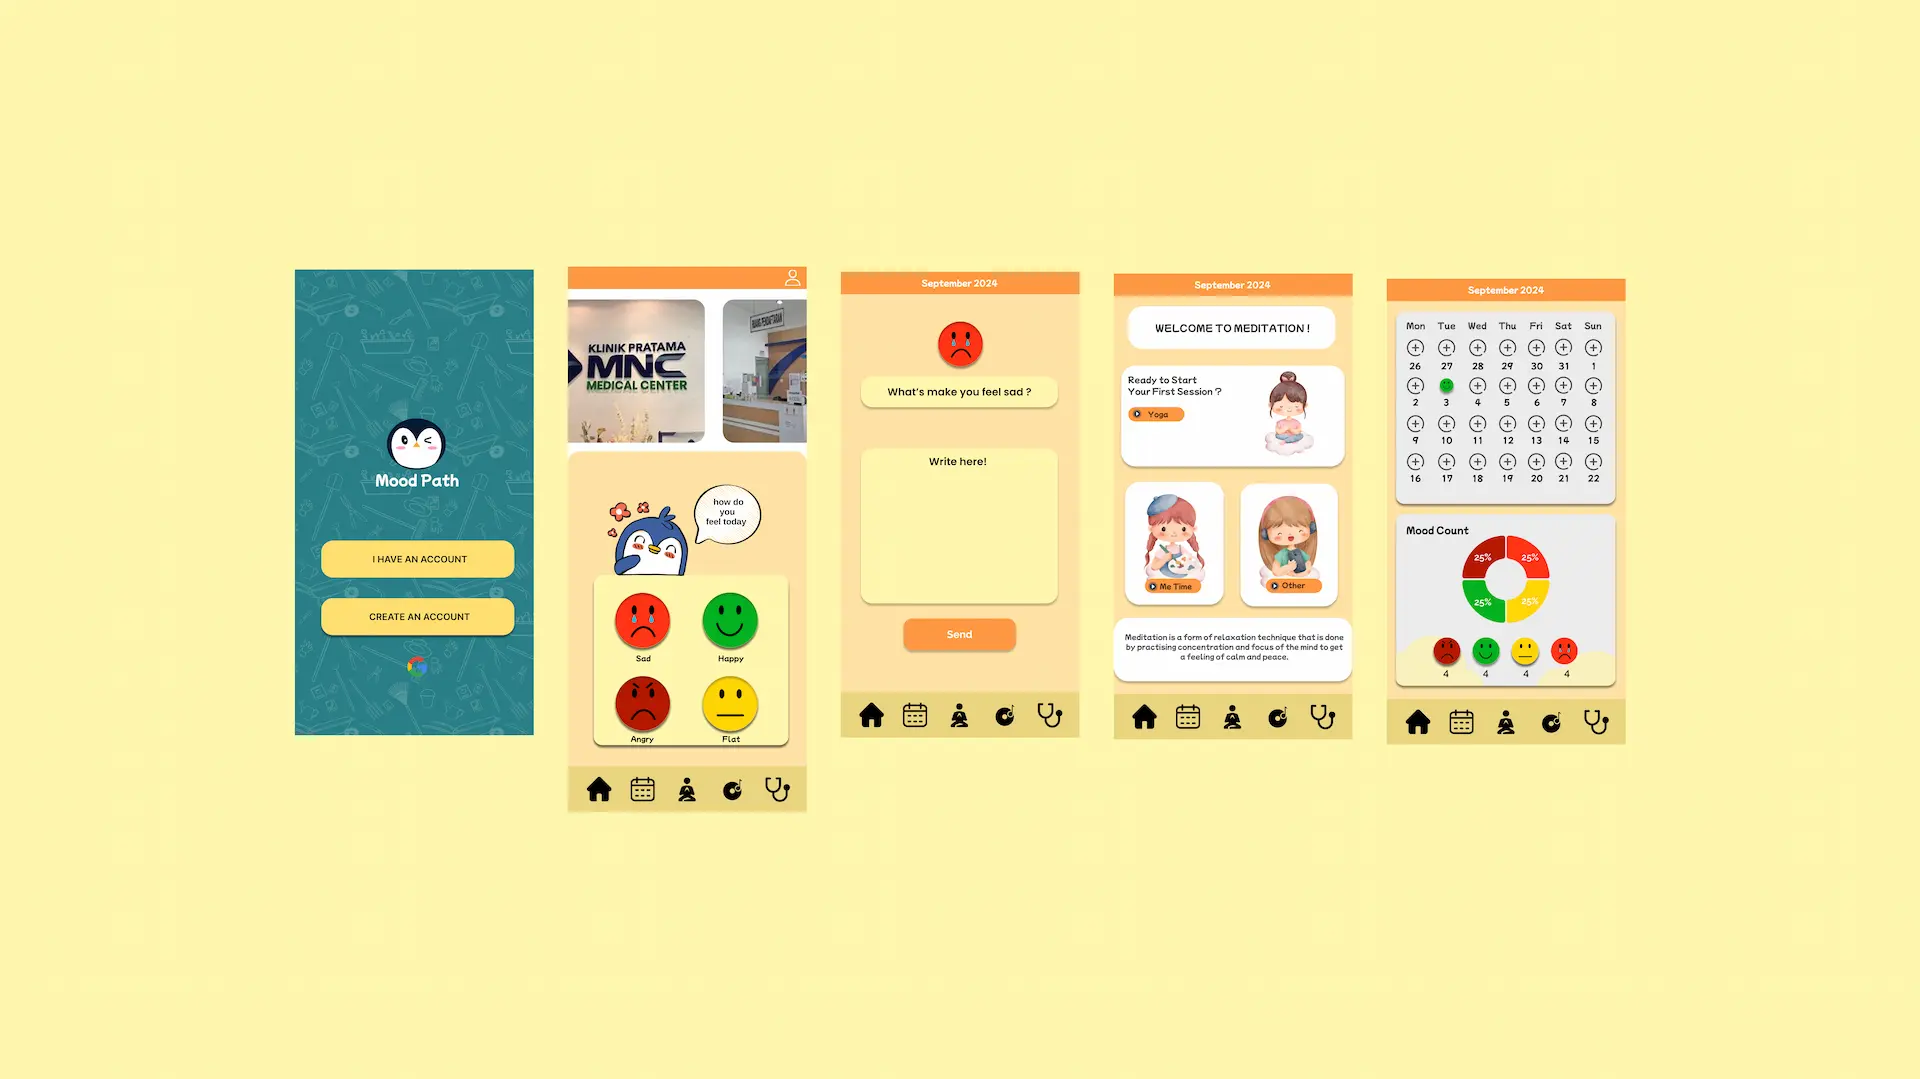 Mood Path
I HAVE AN ACCOUNT
CREATE AN ACCOUNT
KLINIK PRATAMA
MNC
MEDICAL CENTER
RUANG PENDAFTARAN
how do
you
feel today
Sad
Happy
Angry
Flat
September 2024
What's make you feel sad ?
Write here!
Send
September 2024
WELCOME TO MEDITATION !
Ready to Start
Your First Session ?
Yoga
Me Time
Other
Meditation is a form of relaxation technique that is done
by practising concentration and focus of the mind to get
a feeling of calm and peace.
September 2024
Mon Tue Wed Thu Fri Sat Sun
26 27 28 29 30 31 1
2 3 4 5 6 7 8
9 10 11 12 13 14 15
16 17 18 19 20 21 22
Mood Count
25% 25%
25% 25%
4 4 4 4